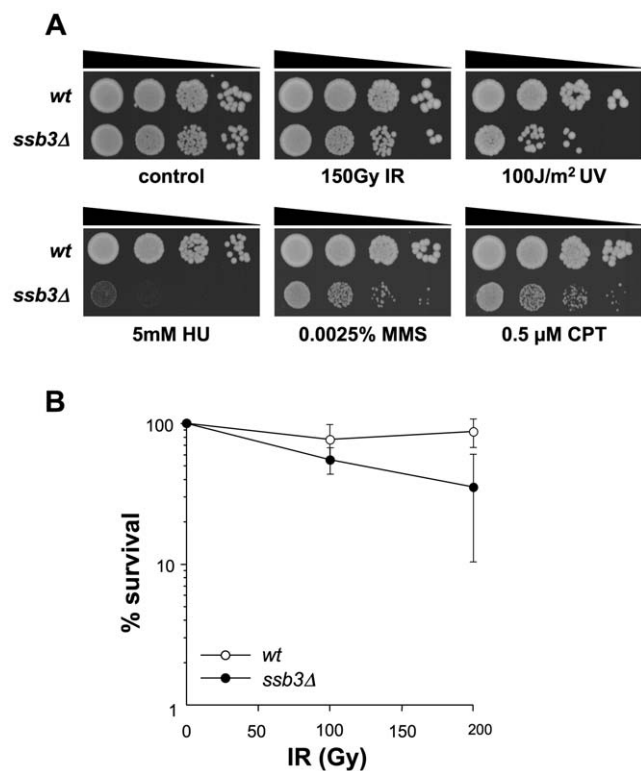 A
wt
ssb3Δ
control
150Gy IR
100J/m² UV
wt
ssb3Δ
5mM HU
0.0025% MMS
0.5 µM CPT
B
% survival
100
10
1
wt
ssb3Δ
0
50
100
150
200
IR (Gy)